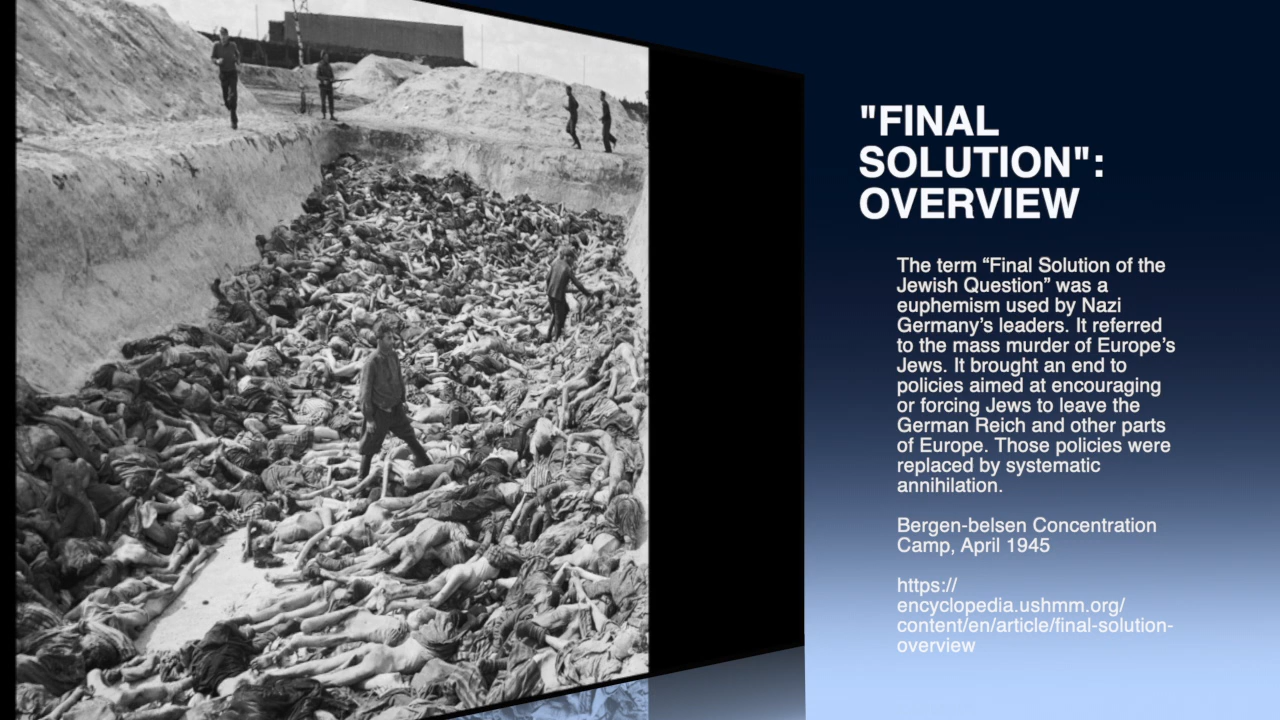 "FINAL
SOLUTION":
OVERVIEW
The term “Final Solution of the
Jewish Question” was a
euphemism used by Nazi
Germany’s leaders. It referred
to the mass murder of Europe’s
Jews. It brought an end to
policies aimed at encouraging
or forcing Jews to leave the
German Reich and other parts
of Europe. Those policies were
replaced by systematic
annihilation.
Bergen-belsen Concentration
Camp, April 1945
https://
encyclopedia.ushmm.org/
content/en/article/final-solution-
overview